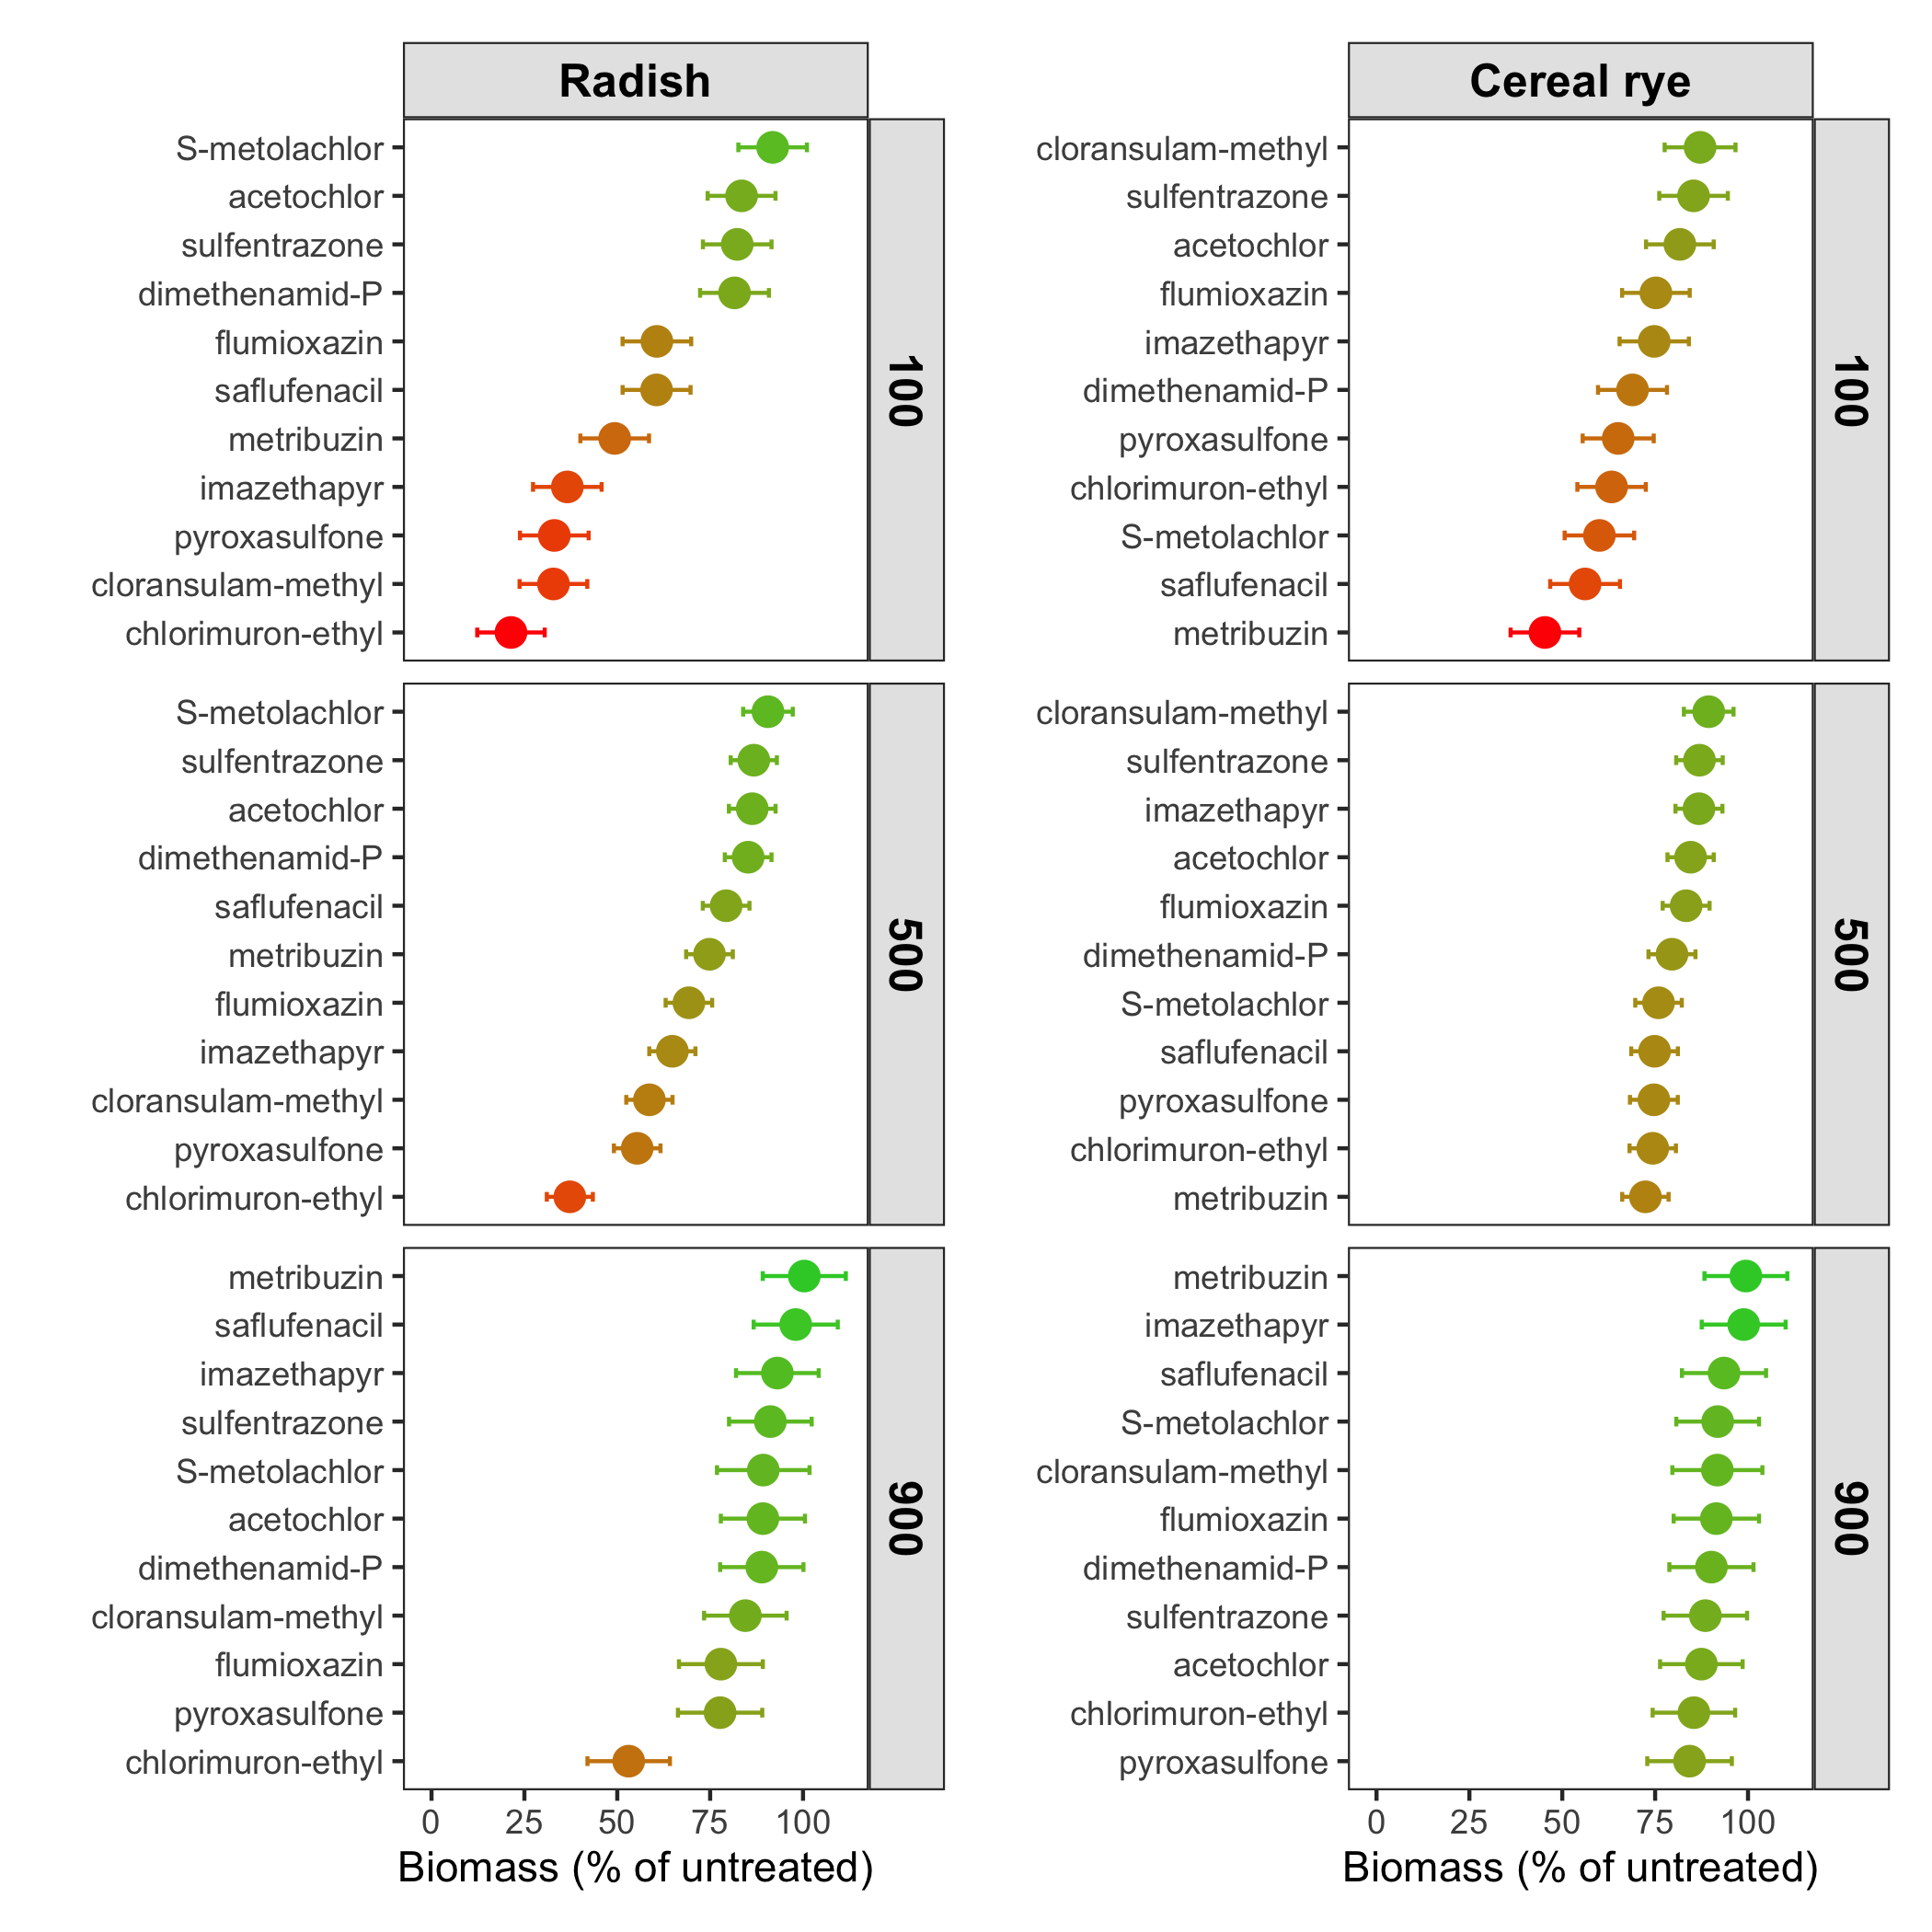 Radish
S-metolachlor
acetochlor
sulfentrazone
dimethenamid-P
flumioxazin
saflufenacil
metribuzin
imazethapyr
pyroxasulfone
cloransulam-methyl
chlorimuron-ethyl
100
S-metolachlor
sulfentrazone
acetochlor
dimethenamid-P
saflufenacil
metribuzin
flumioxazin
imazethapyr
cloransulam-methyl
pyroxasulfone
chlorimuron-ethyl
500
metribuzin
saflufenacil
imazethapyr
sulfentrazone
S-metolachlor
acetochlor
dimethenamid-P
cloransulam-methyl
flumioxazin
pyroxasulfone
chlorimuron-ethyl
900
0 25 50 75 100
Biomass (% of untreated)
Cereal rye
cloransulam-methyl
sulfentrazone
acetochlor
flumioxazin
imazethapyr
dimethenamid-P
pyroxasulfone
chlorimuron-ethyl
S-metolachlor
saflufenacil
metribuzin
100
cloransulam-methyl
sulfentrazone
imazethapyr
acetochlor
flumioxazin
dimethenamid-P
S-metolachlor
saflufenacil
pyroxasulfone
chlorimuron-ethyl
metribuzin
500
metribuzin
imazethapyr
saflufenacil
S-metolachlor
cloransulam-methyl
flumioxazin
dimethenamid-P
sulfentrazone
acetochlor
chlorimuron-ethyl
pyroxasulfone
900
0 25 50 75 100
Biomass (% of untreated)